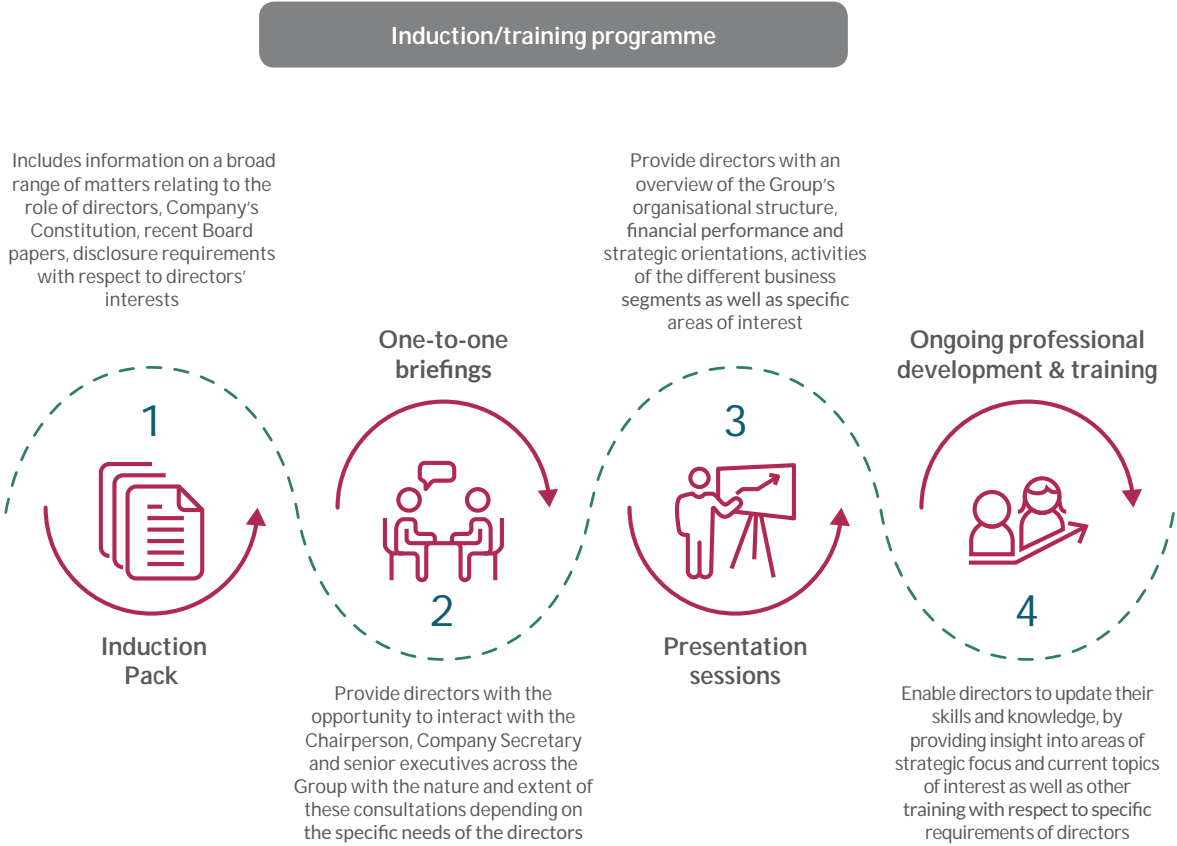 Induction/training programme
Includes information on a broad
range of matters relating to the
role of directors, Company's
Constitution, recent Board
papers, disclosure requirements
with respect to directors'
interests
1
Induction
Pack
One-to-one
briefings
2
Provide directors with the
opportunity to interact with the
Chairperson, Company Secretary
and senior executives across the
Group with the nature and extent of
these consultations depending on
the specific needs of the directors
Provide directors with an
overview of the Group's
organisational structure,
financial performance and
strategic orientations, activities
of the different business
segments as well as specific
areas of interest
3
Presentation
sessions
Ongoing professional
development & training
4
Enable directors to update their
skills and knowledge, by
providing insight into areas of
strategic focus and current topics
of interest as well as other
training with respect to specific
requirements of directors